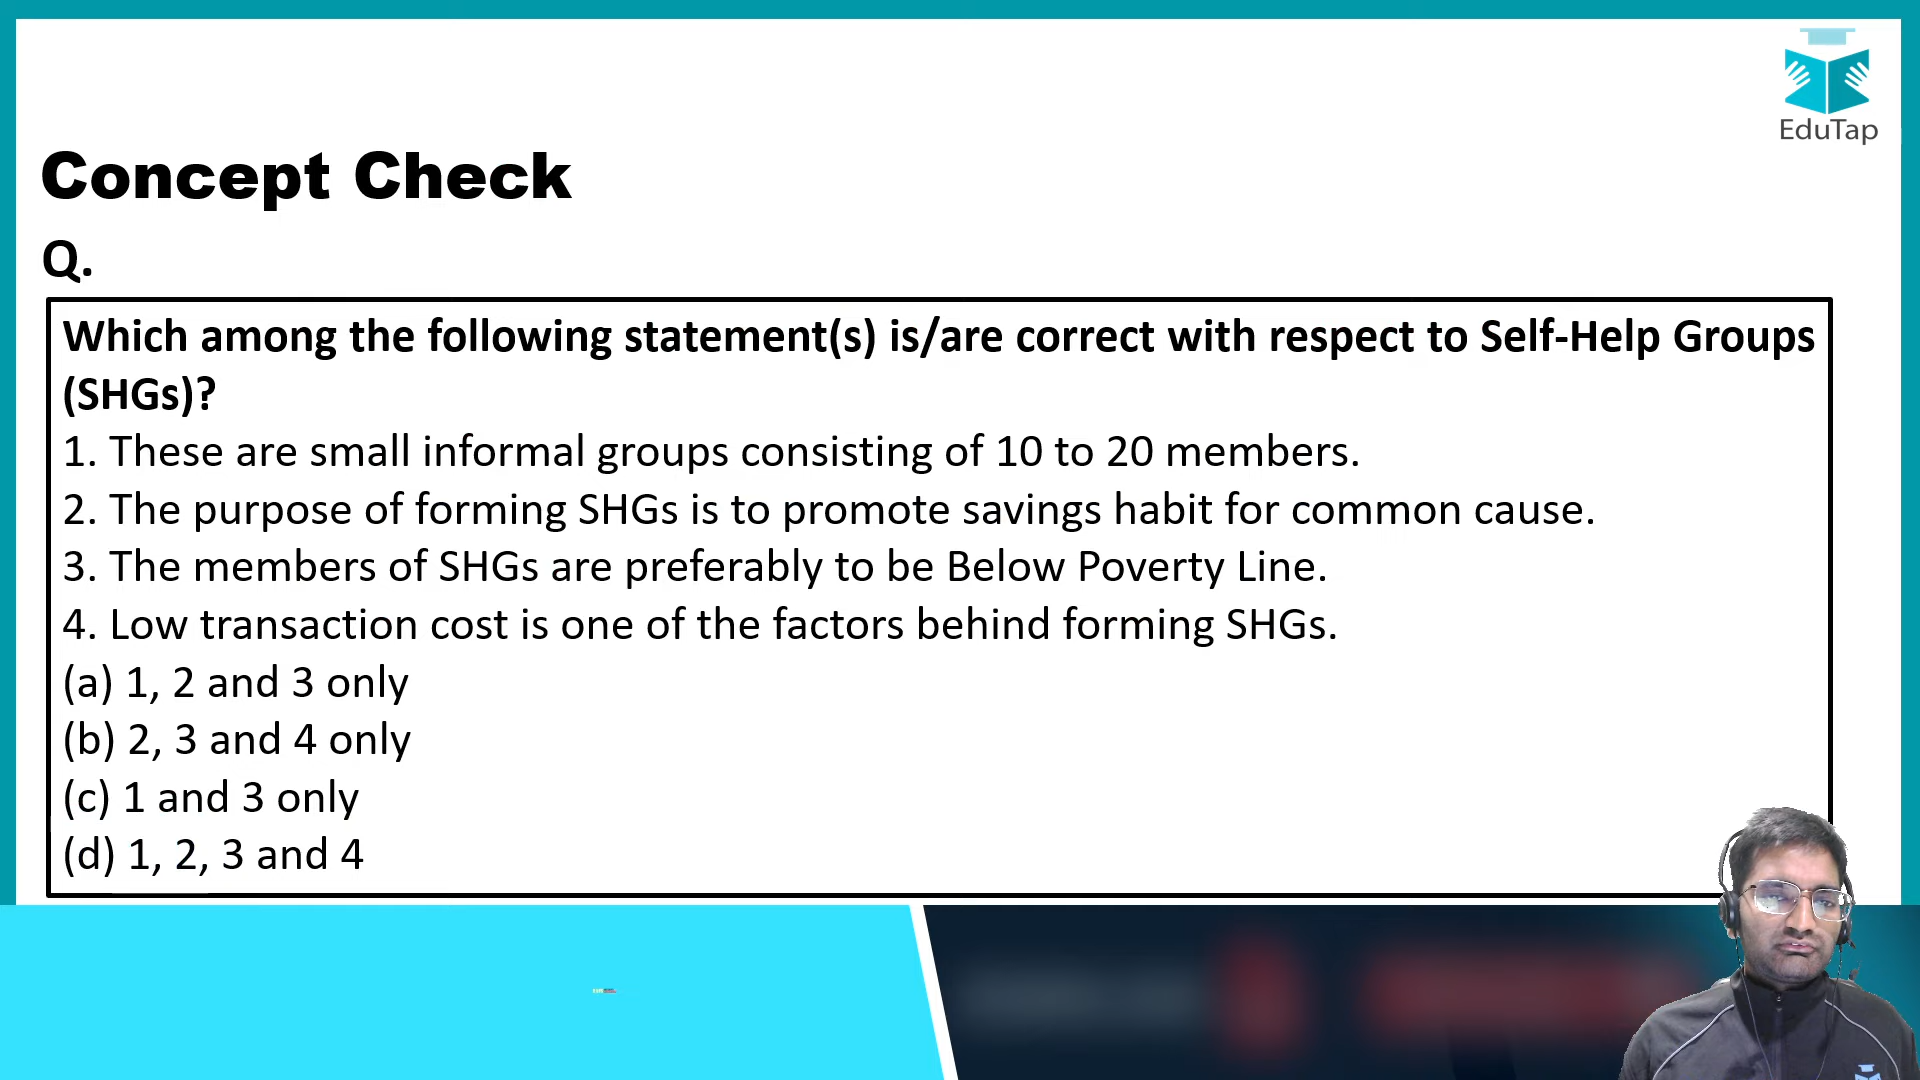 EduTap
Concept Check
Q.
Which among the following statement(s) is/are correct with respect to Self-Help Groups
(SHGs)?
1. These are small informal groups consisting of 10 to 20 members.
2. The purpose of forming SHGs is to promote savings habit for common cause.
3. The members of SHGs are preferably to be Below Poverty Line.
4. Low transaction cost is one of the factors behind forming SHGs.
(a) 1, 2 and 3 only
(b) 2, 3 and 4 only
(c) 1 and 3 only
(d) 1, 2, 3 and 4